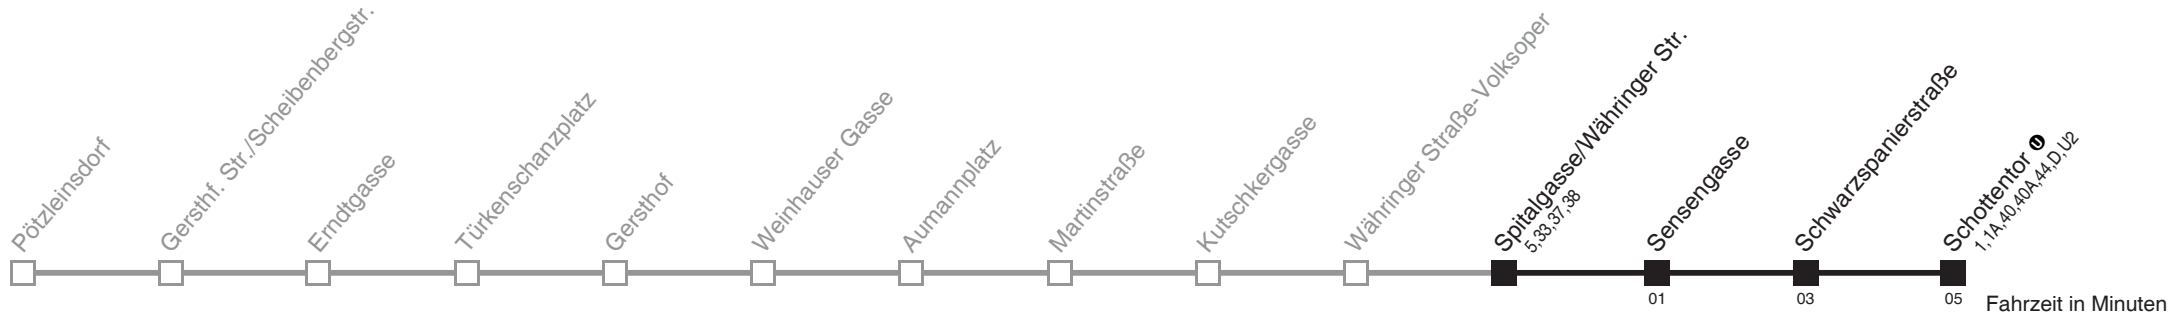 Pötzleinsdorf
Gersthf. Str./Scheibenbergstr.
Erndtgasse
Türkenschanzplatz
Gersthof
Weinhauser Gasse
Aumannplatz
Martinstraße
Kutschkergasse
Währinger Straße-Volksoper
Spitalgasse/Währinger Str.
5,33,37,38
Sensengasse
Schwarzspanierstraße
Schottentor U
1,1A,40,40A,44,D,U2
01
03
05
Fahrzeit in Minuten